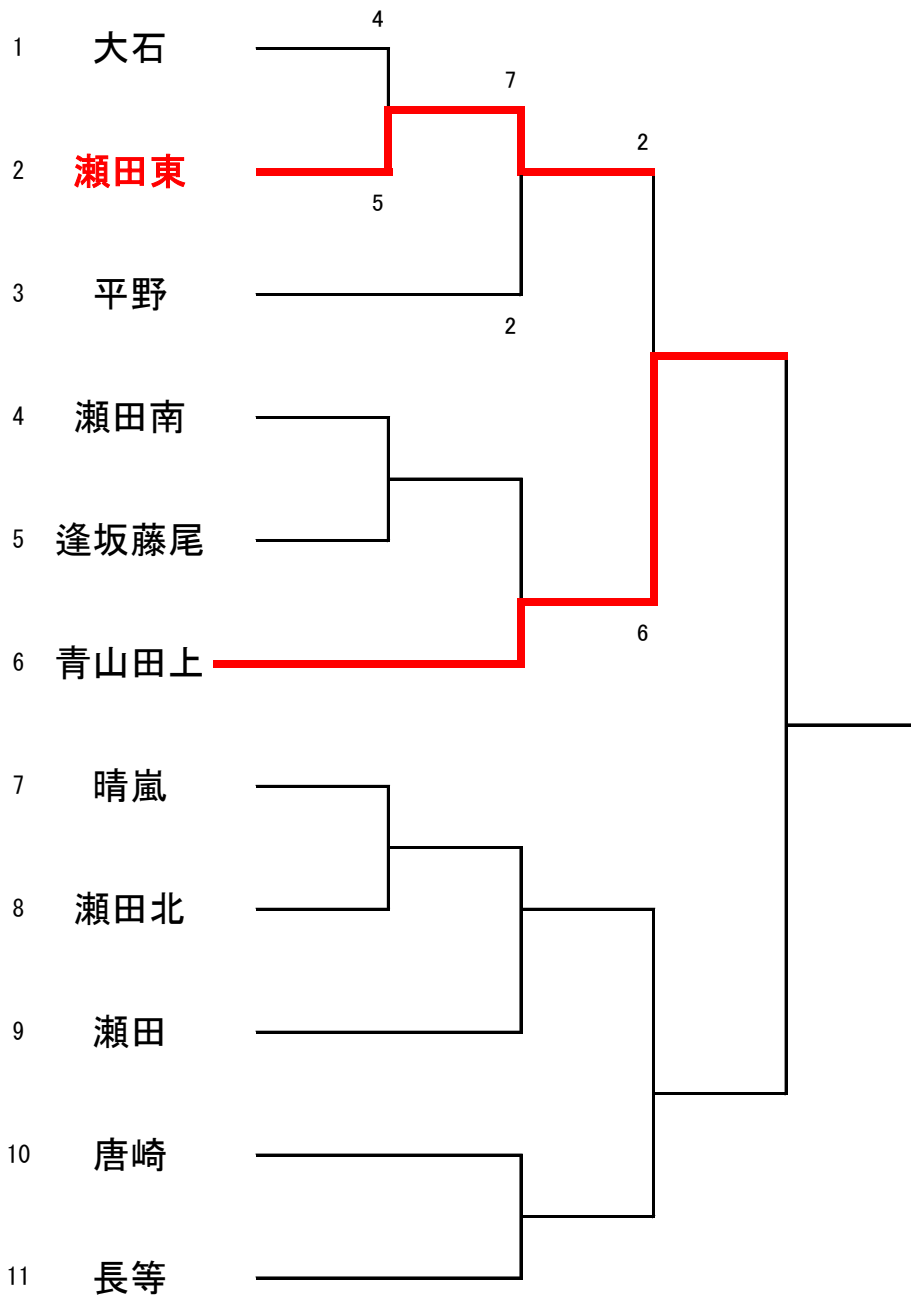 4
1 大石
7
2
2 瀬田東
5
3 平野
2
4 瀬田南
5 逢坂藤尾
6
6 青山田上
7 晴嵐
8 瀬田北
9 瀬田
10 唐崎
11 長等